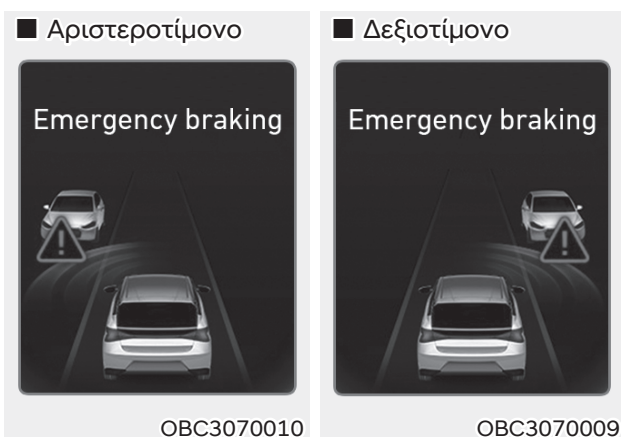 ■ Αριστεροτίμονο
Emergency braking
OBC3070010
■ Δεξιοτίμονο
Emergency braking
OBC3070009